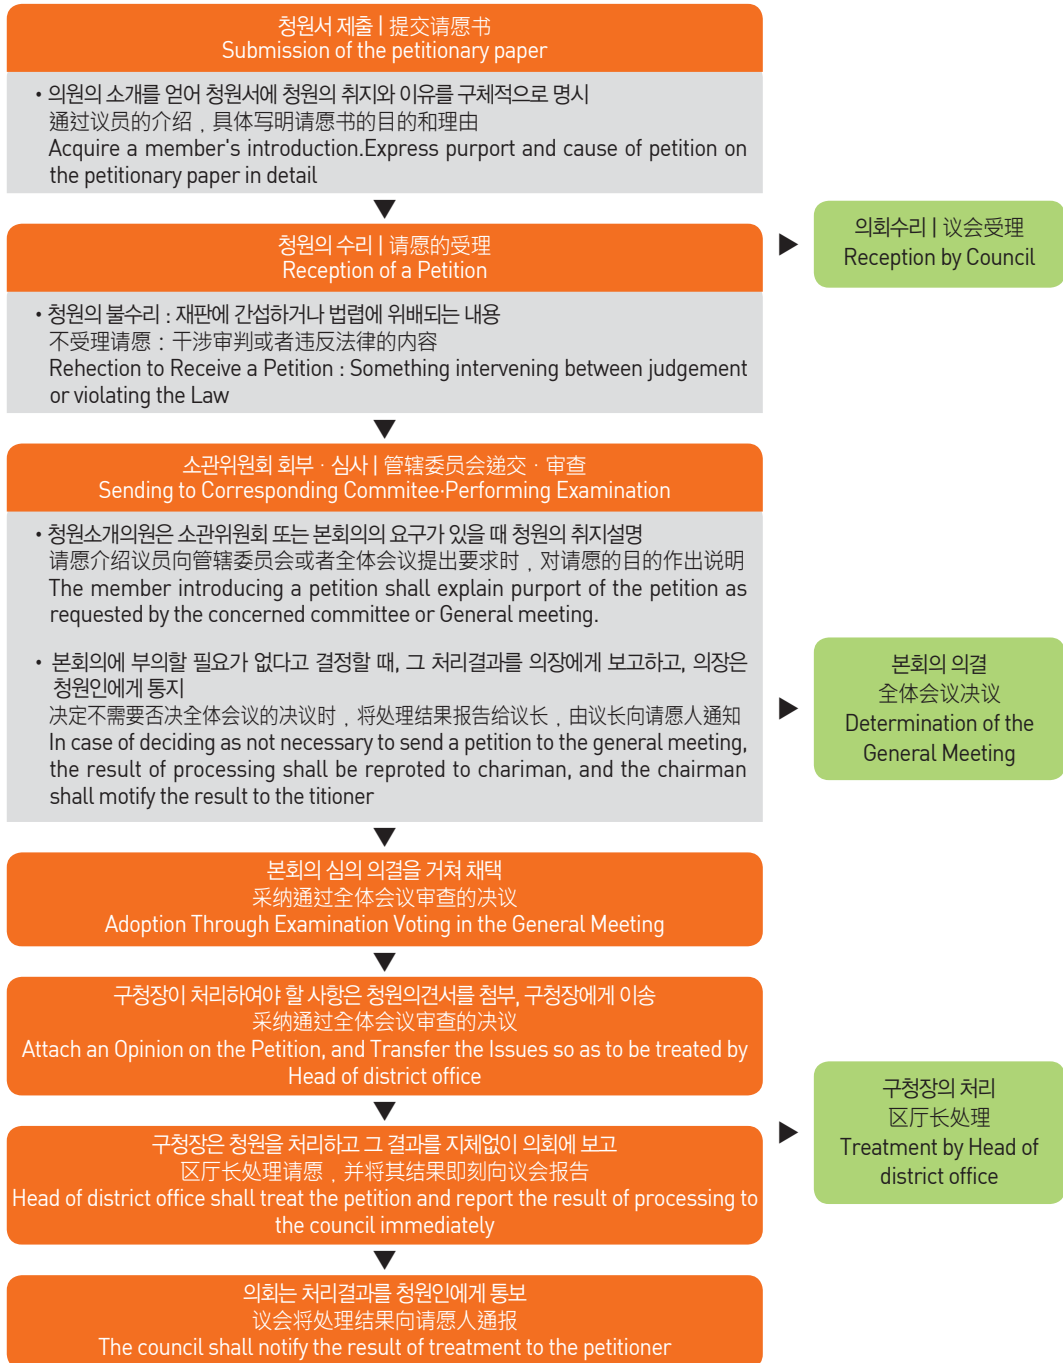 청원서 제출 | 提交请愿书
Submission of the petitionary paper
• 의원의 소개를 얻어 청원서에 청원의 취지와 이유를 구체적으로 명시
通过议员的介绍，具体写明请愿书的目的和理由
Acquire a member's introduction.Express purport and cause of petition on
the petitionary paper in detail
청원의 수리 | 请愿的受理
Reception of a Petition
의회수리 | 议会受理
Reception by Council
• 청원의 불수리 : 재판에 간섭하거나 법렵에 위배되는 내용
不受理请愿：干涉审判或者违反法律的内容
Rehection to Receive a Petition : Something intervening between judgement
or violating the Law
소관위원회 회부 · 심사 | 管辖委员会递交 · 审查
Sending to Corresponding Commitee·Performing Examination
• 청원소개의원은 소관위원회 또는 본회의의 요구가 있을 때 청원의 취지설명
请愿介绍议员向管辖委员会或者全体会议提出要求时，对请愿的目的作出说明
The member introducing a petition shall explain purport of the petition as
requested by the concerned committee or General meeting.
• 본회의에 부의할 필요가 없다고 결정할 때, 그 처리결과를 의장에게 보고하고, 의장은
청원인에게 통지
决定不需要否决全体会议的决议时，将处理结果报告给议长，由议长向请愿人通知
In case of deciding as not necessary to send a petition to the general meeting,
the result of processing shall be reproted to chariman, and the chairman
shall motify the result to the titioner
본회의 의결
全体会议决议
Determination of the
General Meeting
본회의 심의 의결을 거쳐 채택
采纳通过全体会议审查的决议
Adoption Through Examination Voting in the General Meeting
구청장이 처리하여야 할 사항은 청원의견서를 첨부, 구청장에게 이송
采纳通过全体会议审查的决议
Attach an Opinion on the Petition, and Transfer the Issues so as to be treated by
Head of district office
구청장은 청원을 처리하고 그 결과를 지체없이 의회에 보고
区厅长处理请愿，并将其结果即刻向议会报告
Head of district office shall treat the petition and report the result of processing to
the council immediately
구청장의 처리
区厅长处理
Treatment by Head of
district office
의회는 처리결과를 청원인에게 통보
议会将处理结果向请愿人通报
The council shall notify the result of treatment to the petitioner